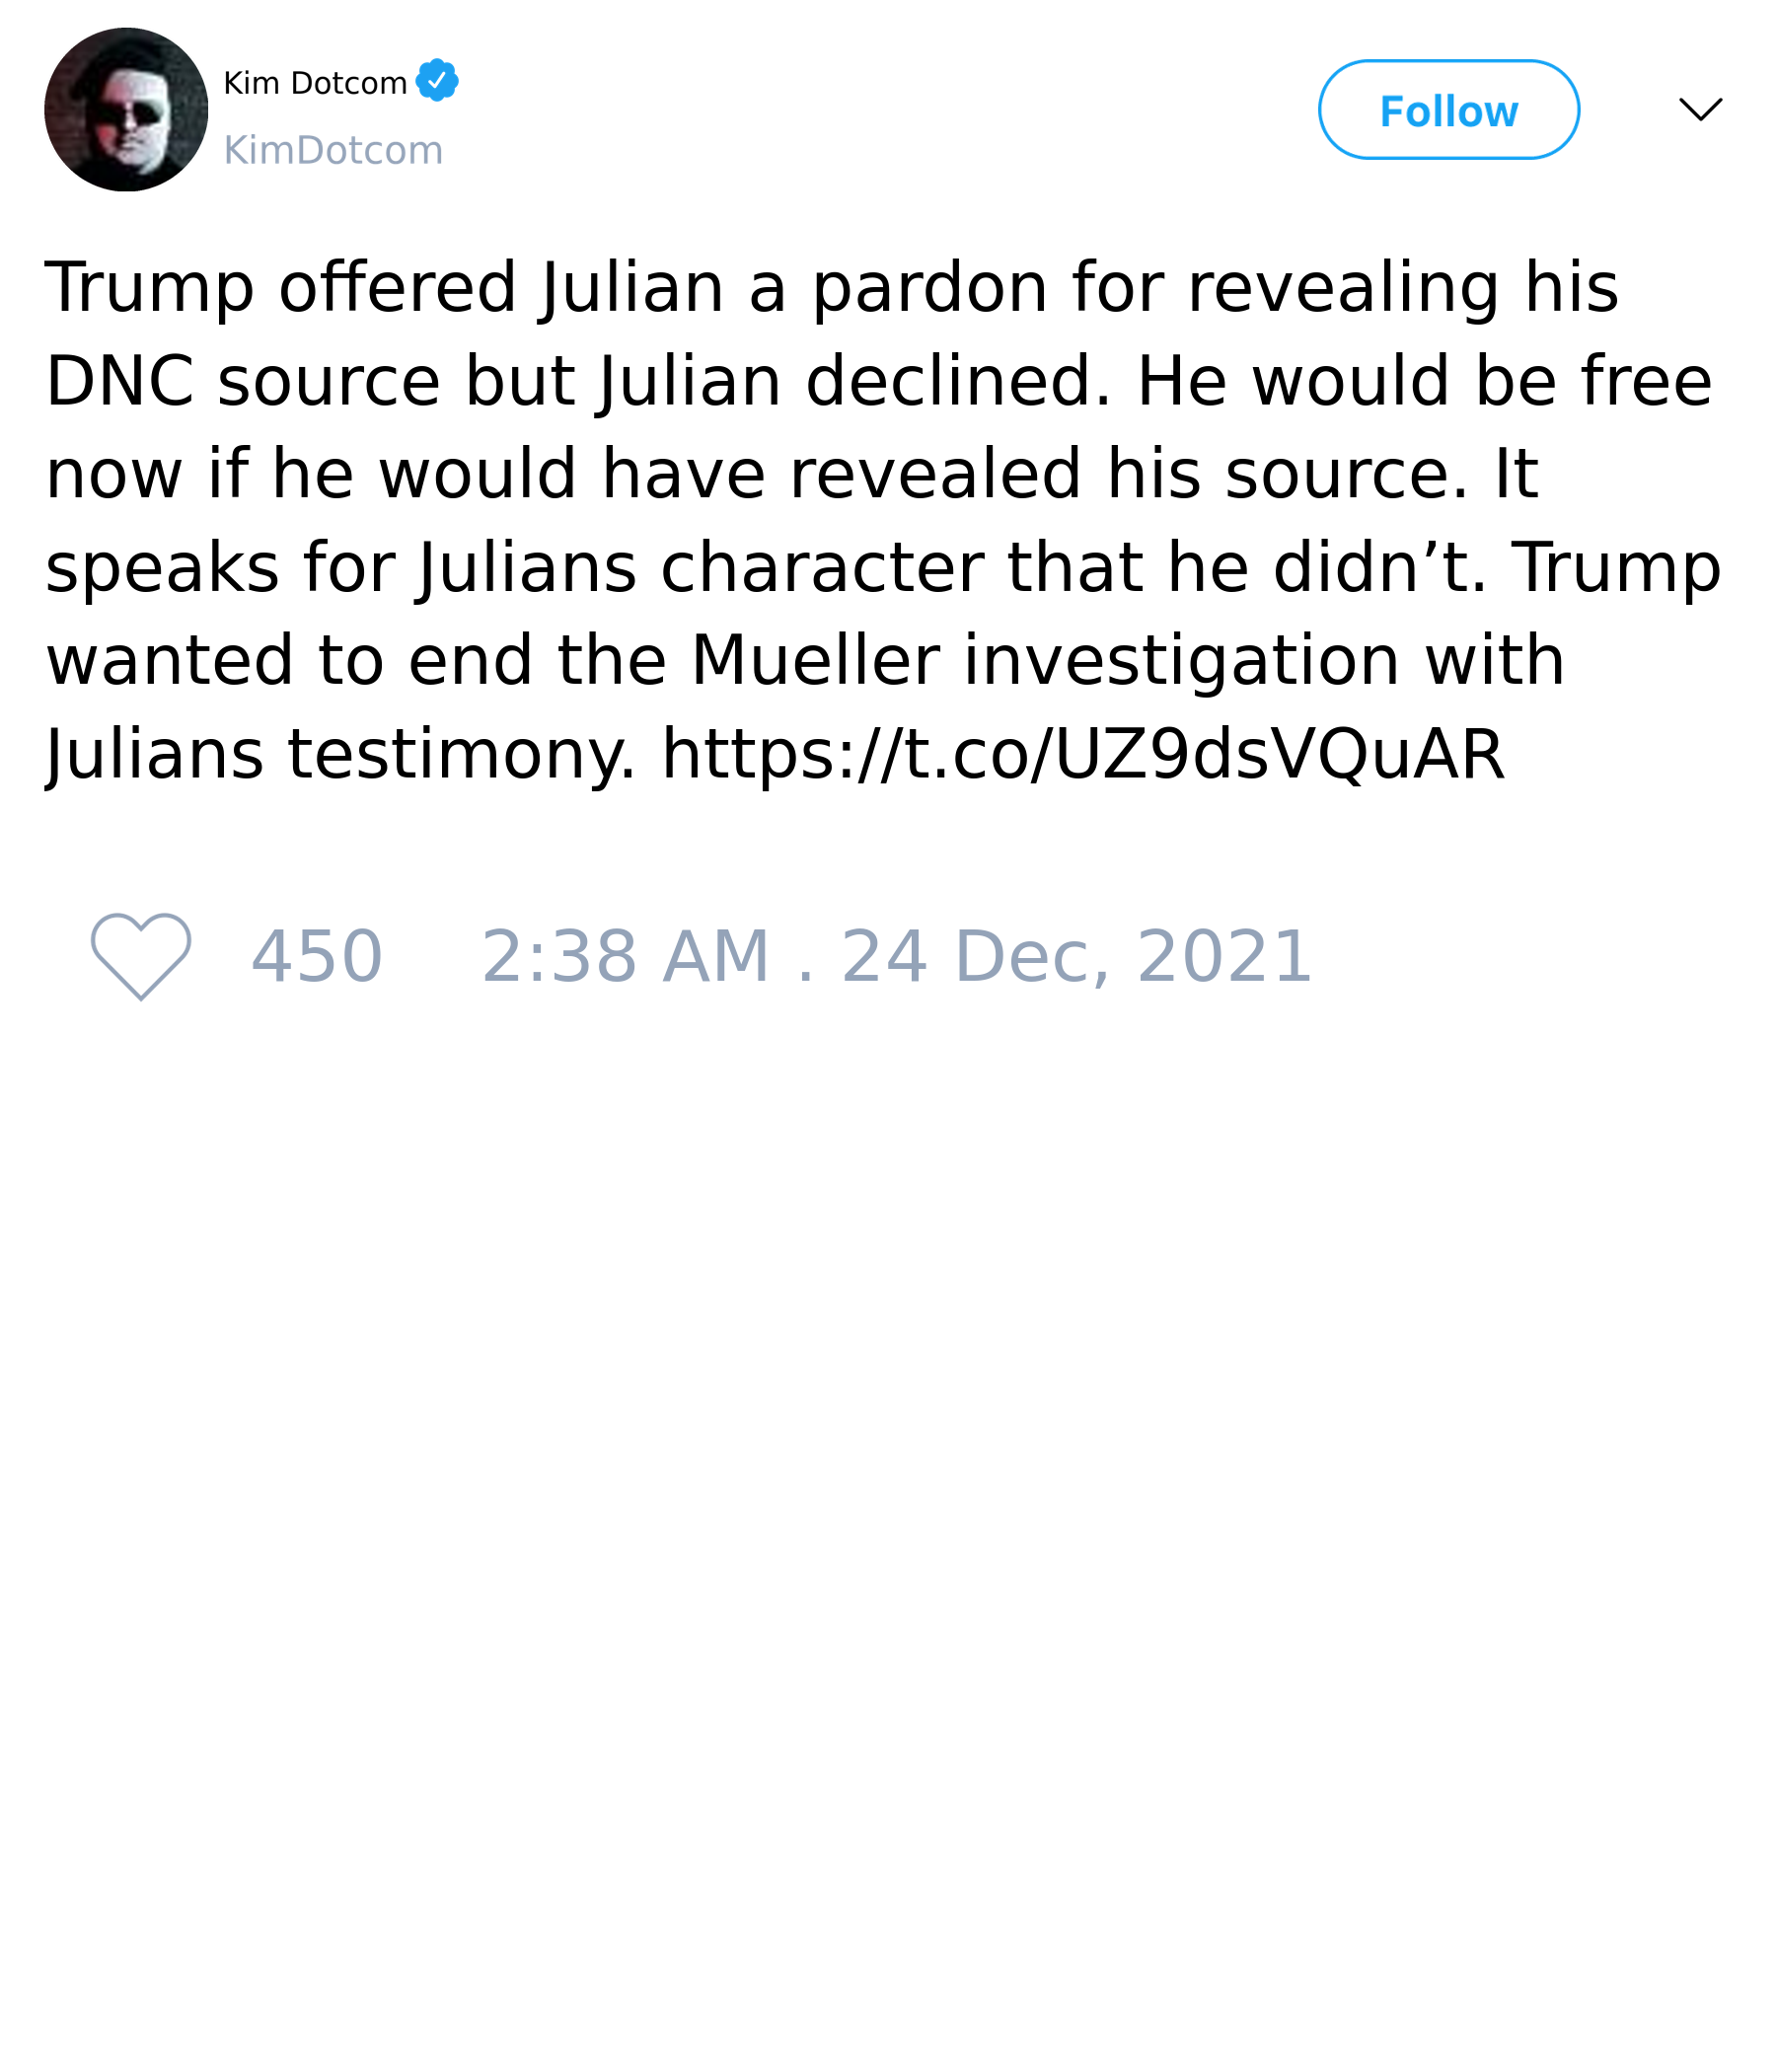 Kim Dotcom
KimDotcom
Follow
Trump offered Julian a pardon for revealing his
DNC source but Julian declined. He would be free
now if he would have revealed his source. It
speaks for Julians character that he didn’t. Trump
wanted to end the Mueller investigation with
Julians testimony. https://t.co/UZ9dsVQuAR
450 2:38 AM . 24 Dec, 2021